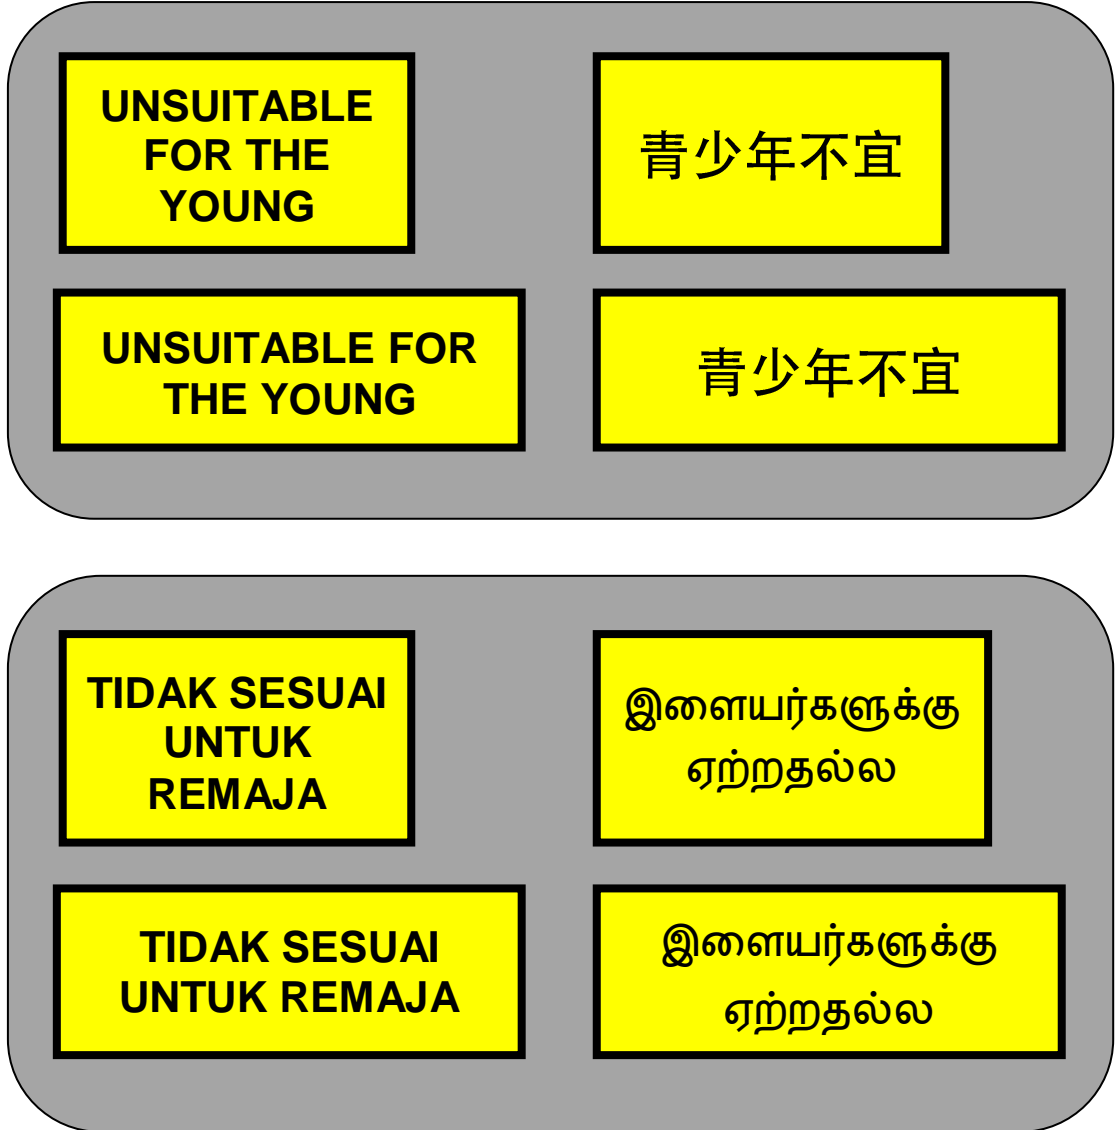 UNSUITABLE
FOR THE
YOUNG
青少年不宜
UNSUITABLE FOR
THE YOUNG
青少年不宜
TIDAK SESUAI
UNTUK
REMAJA
இளையர்களுக்கு
ஏற்றதல்ல
TIDAK SESUAI
UNTUK REMAJA
இளையர்களுக்கு
ஏற்றதல்ல